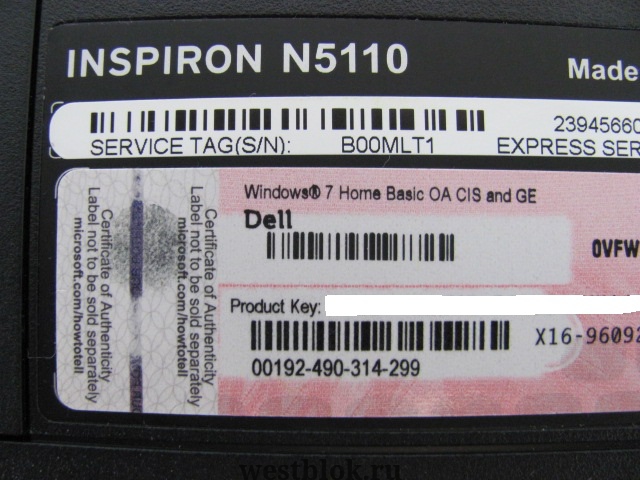 INSPIRON N5110
Made
23945660
SERVICE TAG(S/N): B00MLT1 EXPRESS SER
Windows® 7 Home Basic OA CIS and GE
Dell
0VFW
Product Key:
X16-96092
00192-490-314-299
Certificate of Authenticity
Label not to be sold separately
microsoft.com/howtotell
Certificate of Authenticity
Label not to be sold separately
microsoft.com/howtotell
westblok.ru